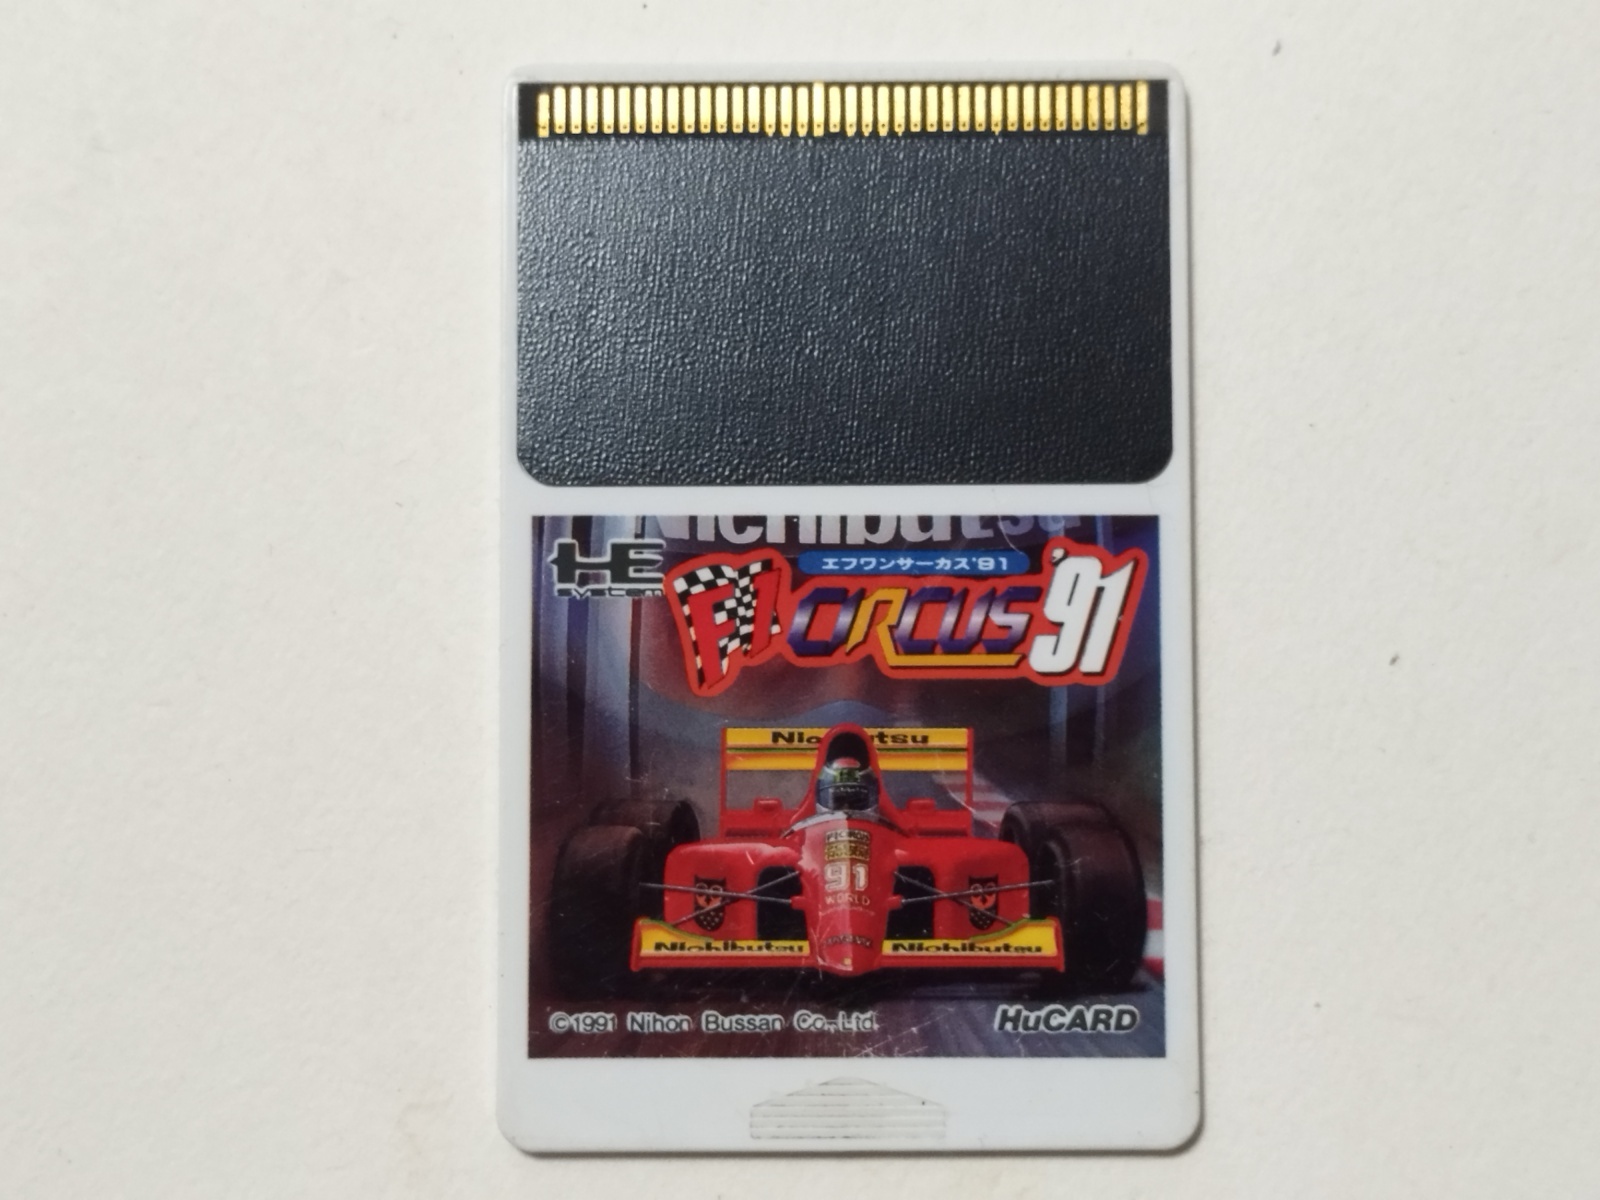 Nichibutsu
HE
SYSTEM
エフワンサーカス'91
F1 CIRCUS '91
Nichibutsu
91
WORLD
Nichibutsu Nichibutsu
©1991 Nihon Bussan Co.,Ltd.
HuCARD